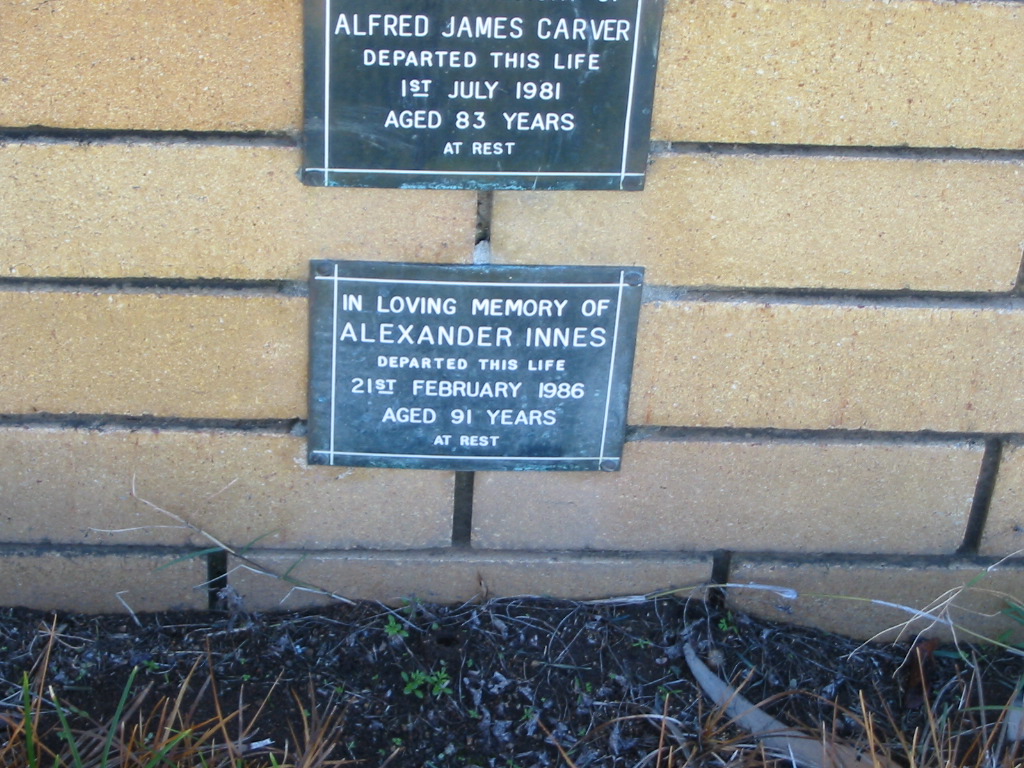 ALFRED JAMES CARVER
DEPARTED THIS LIFE
1ST JULY 1981
AGED 83 YEARS
AT REST
IN LOVING MEMORY OF
ALEXANDER INNES
DEPARTED THIS LIFE
21ST FEBRUARY 1986
AGED 91 YEARS
AT REST